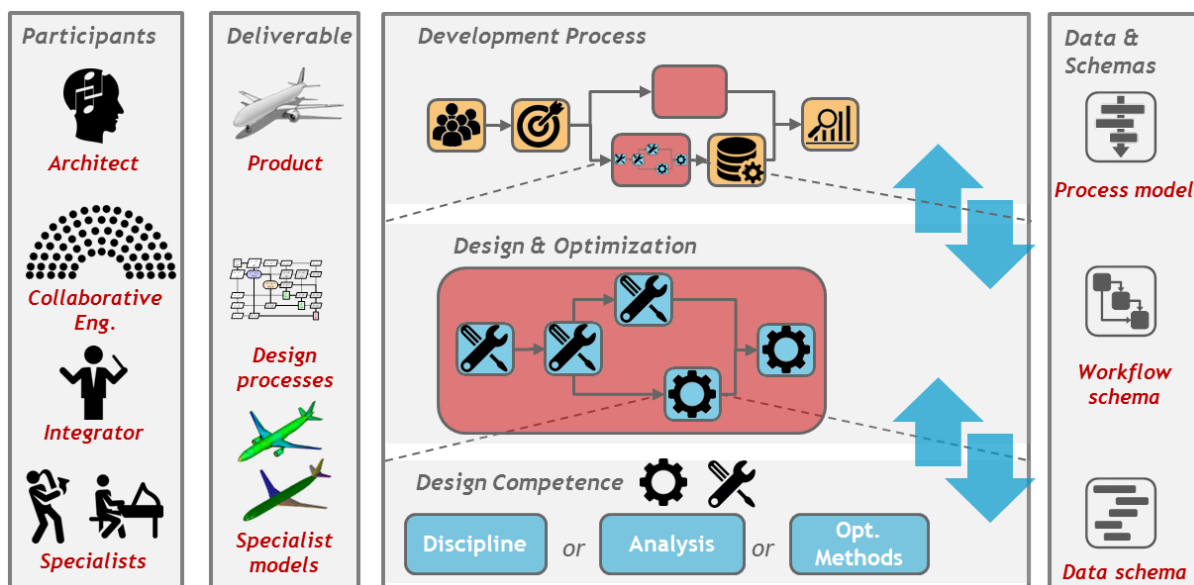 Participants
Architect
Collaborative
Eng.
Integrator
Specialists
Deliverable
Product
Design
processes
Specialist
models
Development Process
Design & Optimization
Design Competence
Discipline
or
Analysis
or
Opt.
Methods
Data &
Schemas
Process model
Workflow
schema
Data schema